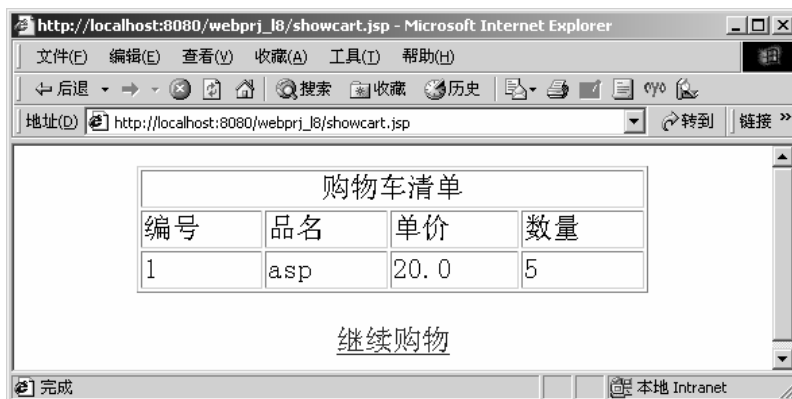 http://localhost:8080/webprj_l8/showcart.jsp - Microsoft Internet Explorer
文件(F) 编辑(E) 查看(V) 收藏(A) 工具(T) 帮助(H)
后退 搜索 收藏 历史
地址(D) http://localhost:8080/webprj_l8/showcart.jsp 转到 链接 »
购物车清单
编号 品名 单价 数量
1 asp 20.0 5
继续购物
完成 本地 Intranet